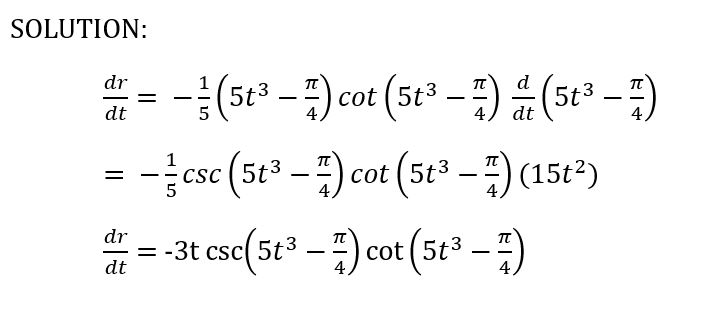 SOLUTION:
dr/dt = −1/5 (5t³ − π/4) cot (5t³ − π/4) d/dt (5t³ − π/4)
= −1/5 csc (5t³ − π/4) cot (5t³ − π/4) (15t²)
dr/dt = -3t csc(5t³ − π/4) cot (5t³ − π/4)